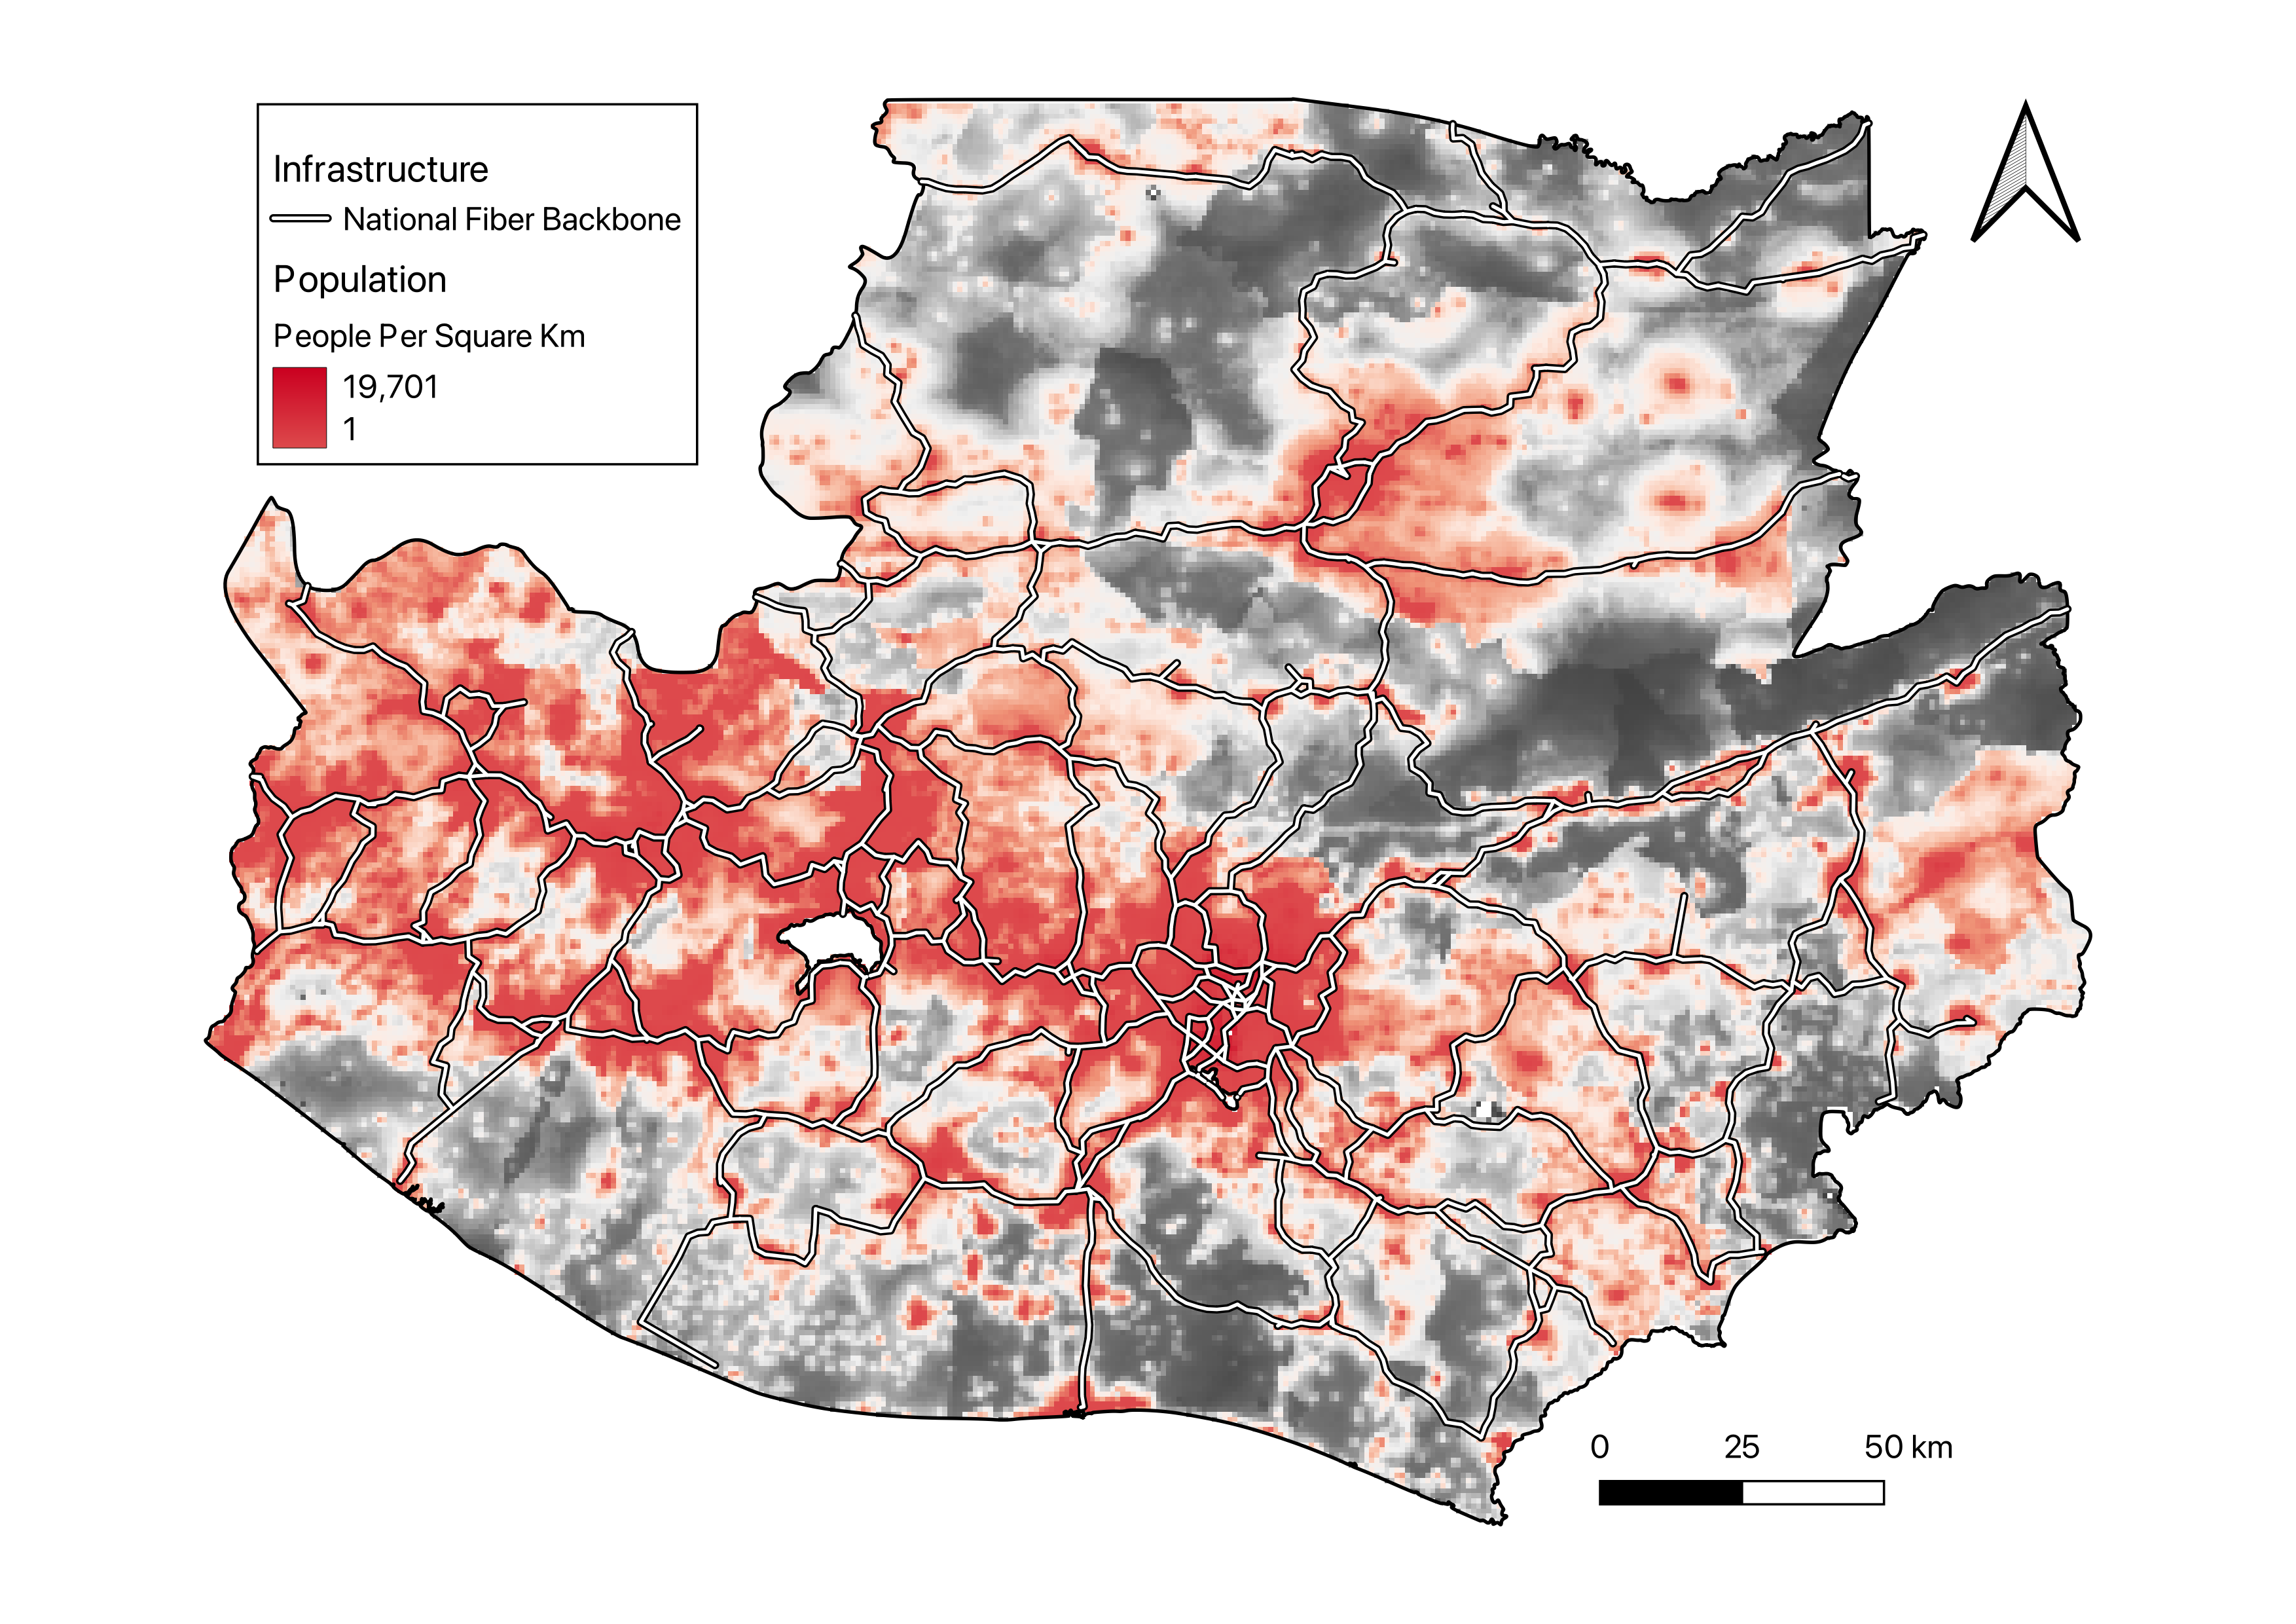 Infrastructure
National Fiber Backbone
Population
People Per Square Km
19,701
1
0 25 50 km